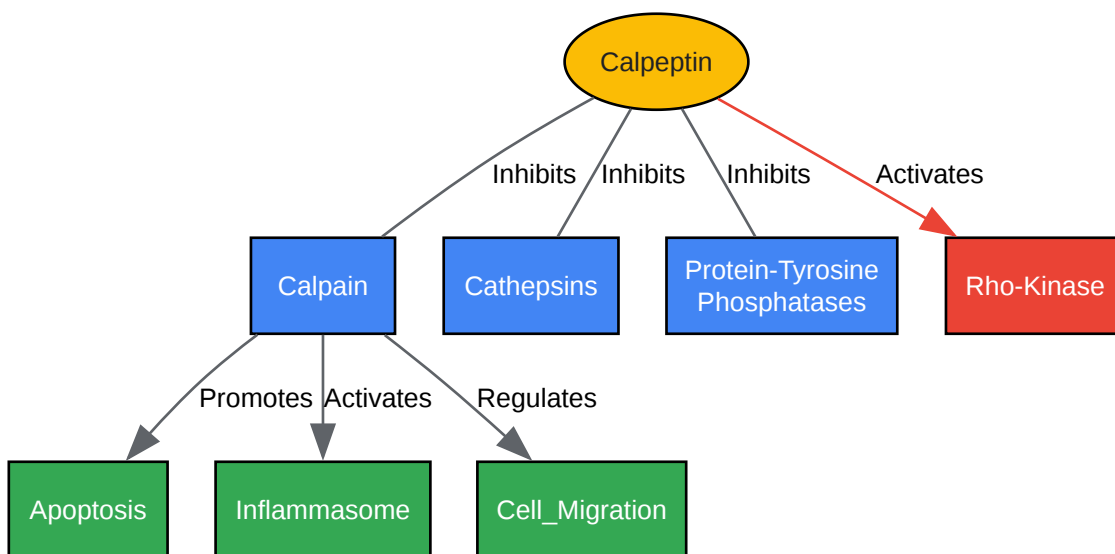 Calpeptin
Inhibits
Inhibits
Inhibits
Activates
Calpain
Cathepsins
Protein-Tyrosine
Phosphatases
Rho-Kinase
Promotes
Activates
Regulates
Apoptosis
Inflammasome
Cell_Migration